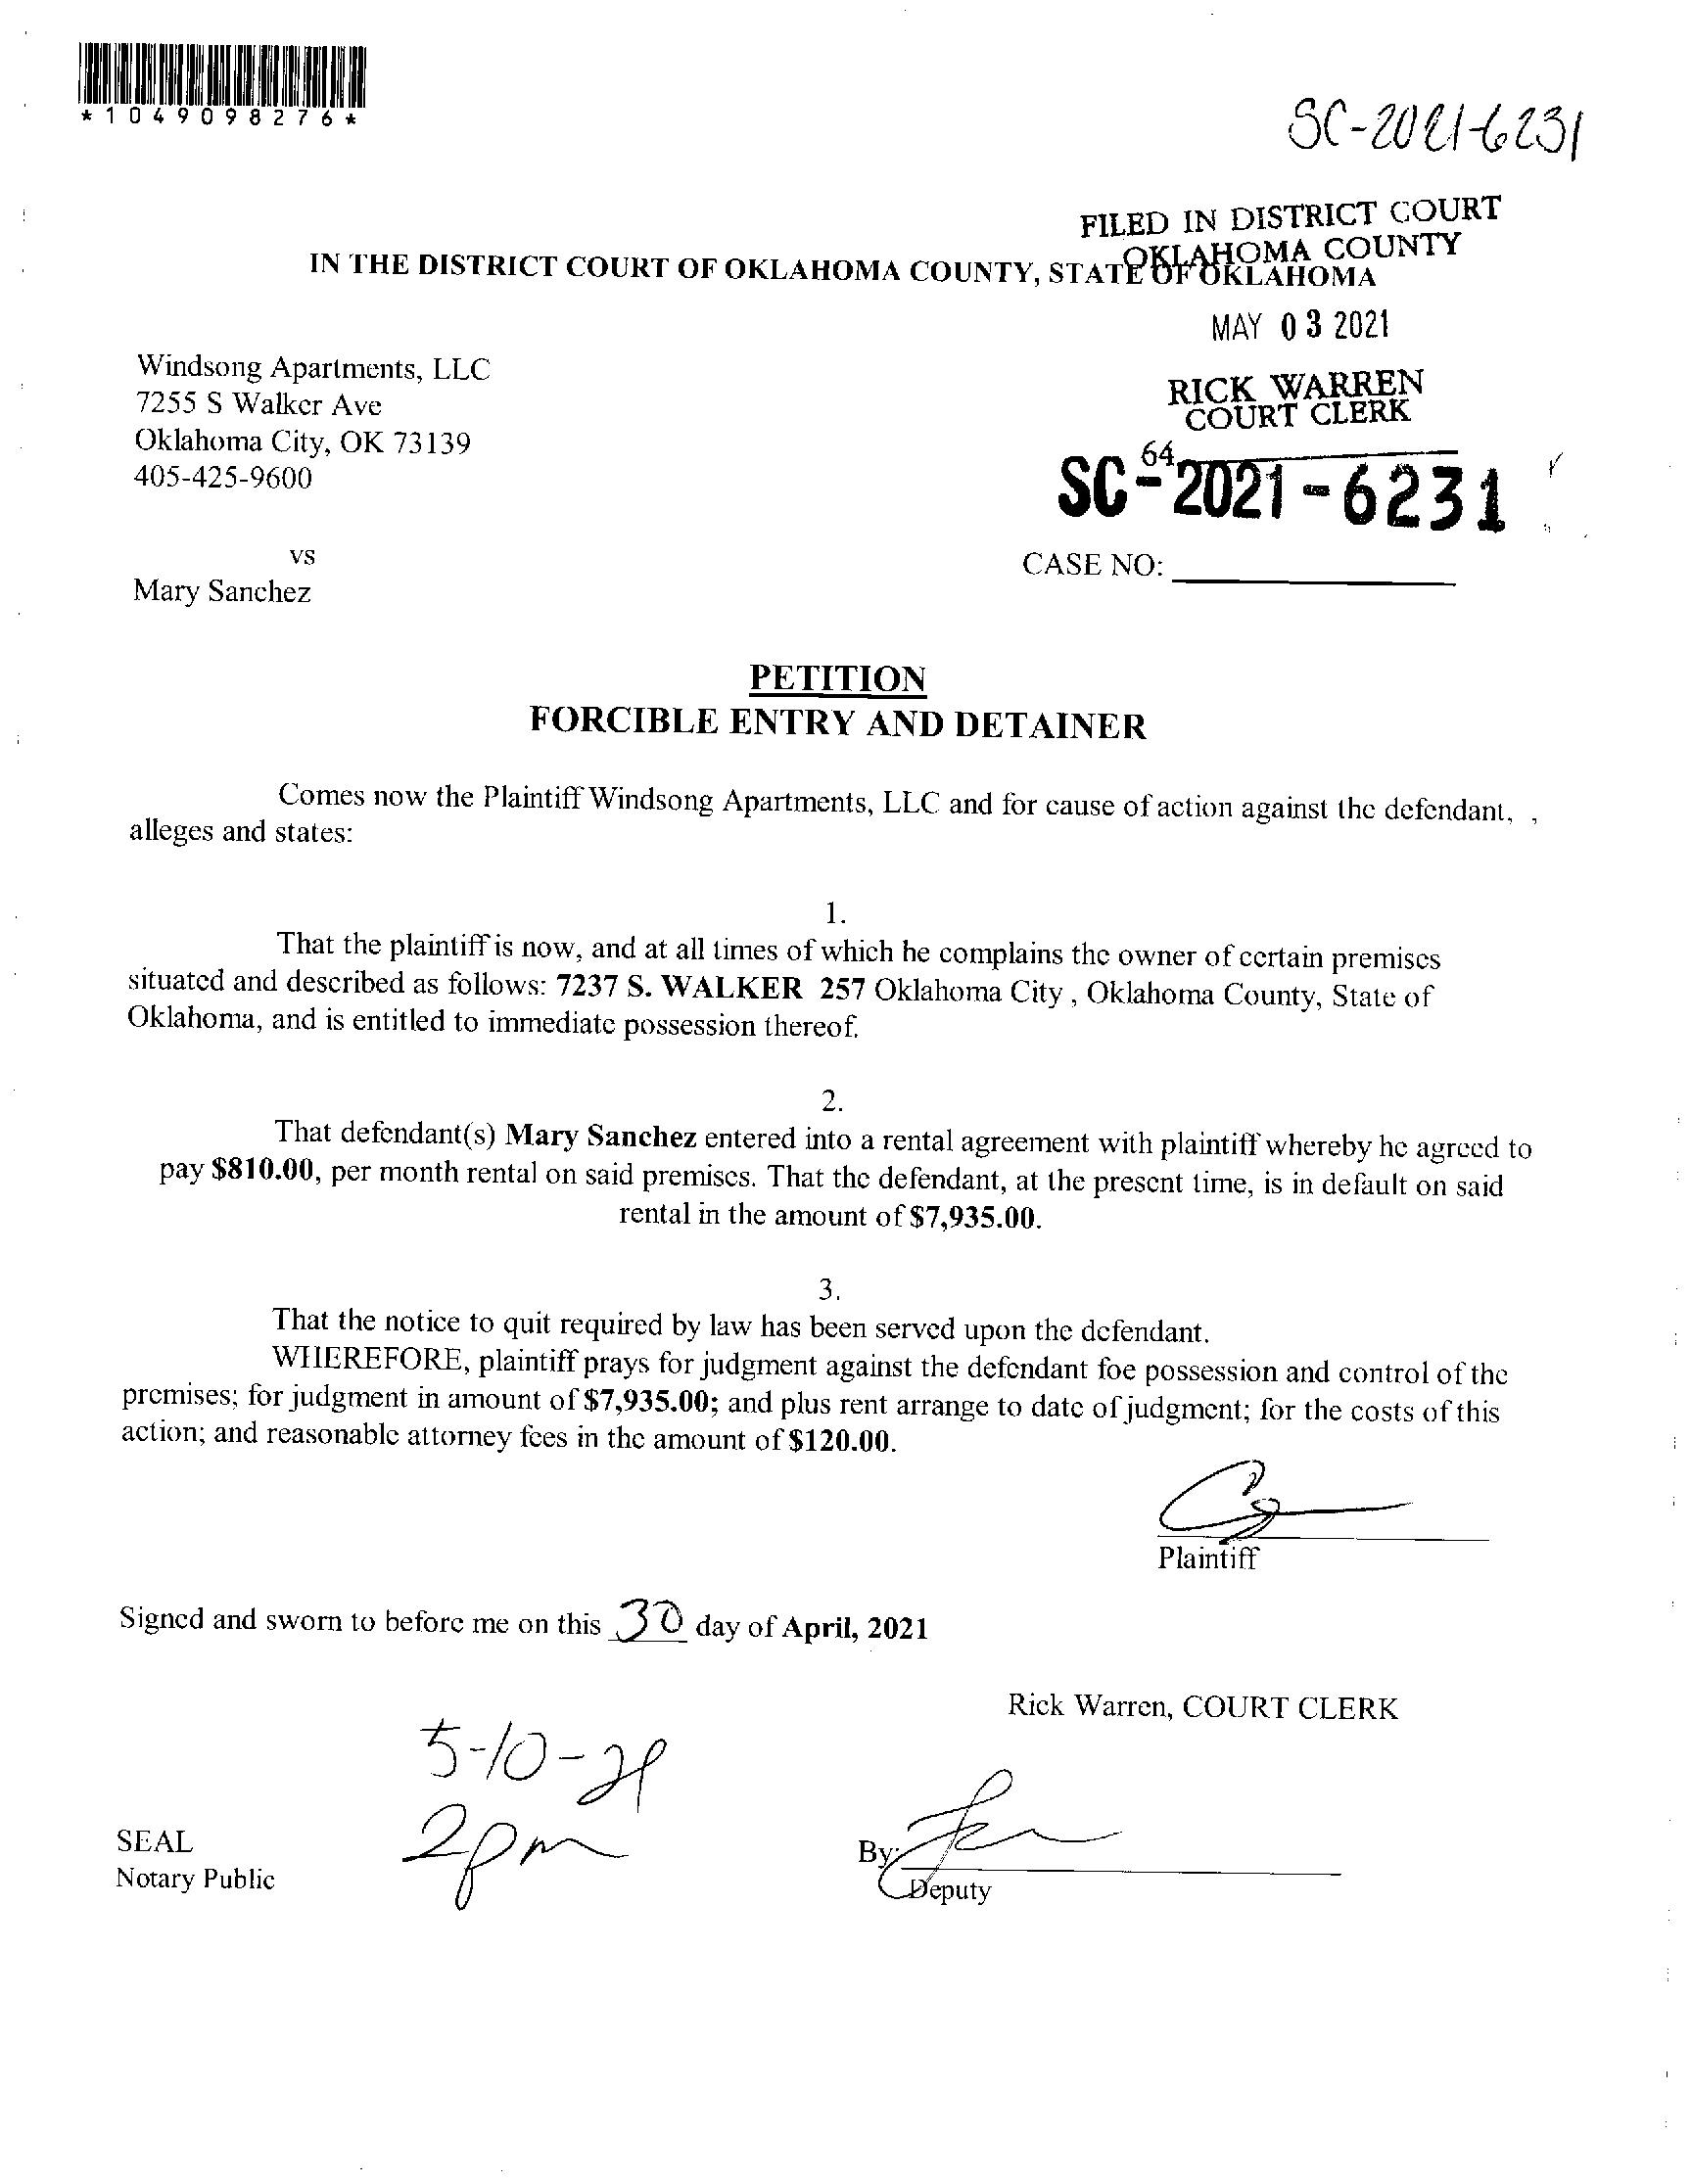 *1049098276*
SC-2021-6231
FILED IN DISTRICT COURT
OKLAHOMA COUNTY
IN THE DISTRICT COURT OF OKLAHOMA COUNTY, STATE OF OKLAHOMA
MAY 03 2021
Windsong Apartments, LLC
7255 S Walker Ave
Oklahoma City, OK 73139
405-425-9600
RICK WARREN
COURT CLERK
64
SC-2021-6231
vs
CASE NO:
Mary Sanchez
PETITION
FORCIBLE ENTRY AND DETAINER
Comes now the Plaintiff Windsong Apartments, LLC and for cause of action against the defendant, ,
alleges and states:
1.
That the plaintiff is now, and at all times of which he complains the owner of certain premises
situated and described as follows: 7237 S. WALKER 257 Oklahoma City , Oklahoma County, State of
Oklahoma, and is entitled to immediate possession thereof.
2.
That defendant(s) Mary Sanchez entered into a rental agreement with plaintiff whereby he agreed to
pay $810.00, per month rental on said premises. That the defendant, at the present time, is in default on said
rental in the amount of $7,935.00.
3.
That the notice to quit required by law has been served upon the defendant.
WHEREFORE, plaintiff prays for judgment against the defendant foe possession and control of the
premises; for judgment in amount of $7,935.00; and plus rent arrange to date of judgment; for the costs of this
action; and reasonable attorney fees in the amount of $120.00.
Plaintiff
Signed and sworn to before me on this 30 day of April, 2021
Rick Warren, COURT CLERK
5-10-21
2pm
SEAL
Notary Public
By:
Deputy